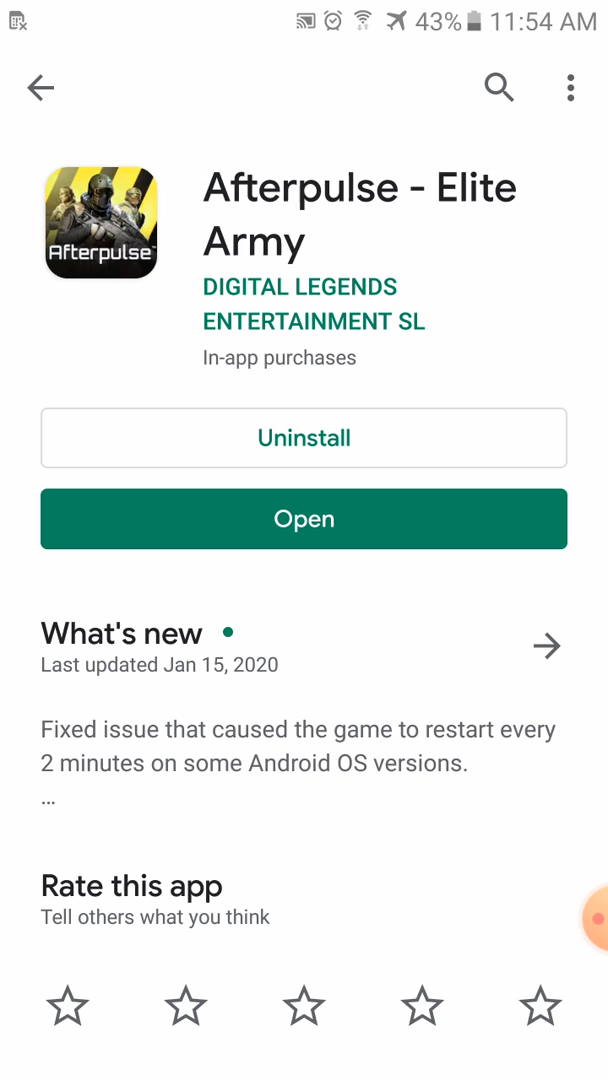 43% 11:54 AM
Afterpulse
Afterpulse - Elite
Army
DIGITAL LEGENDS
ENTERTAINMENT SL
In-app purchases
Uninstall
Open
What's new
Last updated Jan 15, 2020
Fixed issue that caused the game to restart every
2 minutes on some Android OS versions.
...
Rate this app
Tell others what you think